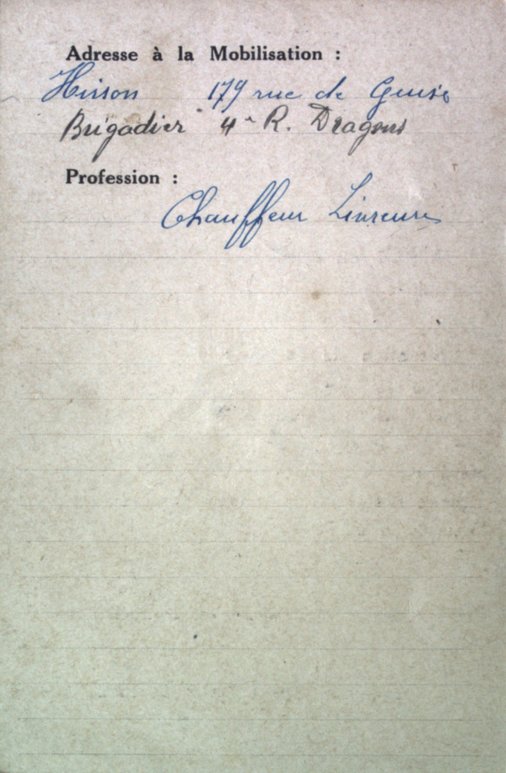 Adresse à la Mobilisation :
Hirson 179 rue de Guise
Brigadier 4e R. Dragons
Profession :
Chauffeur Livreur